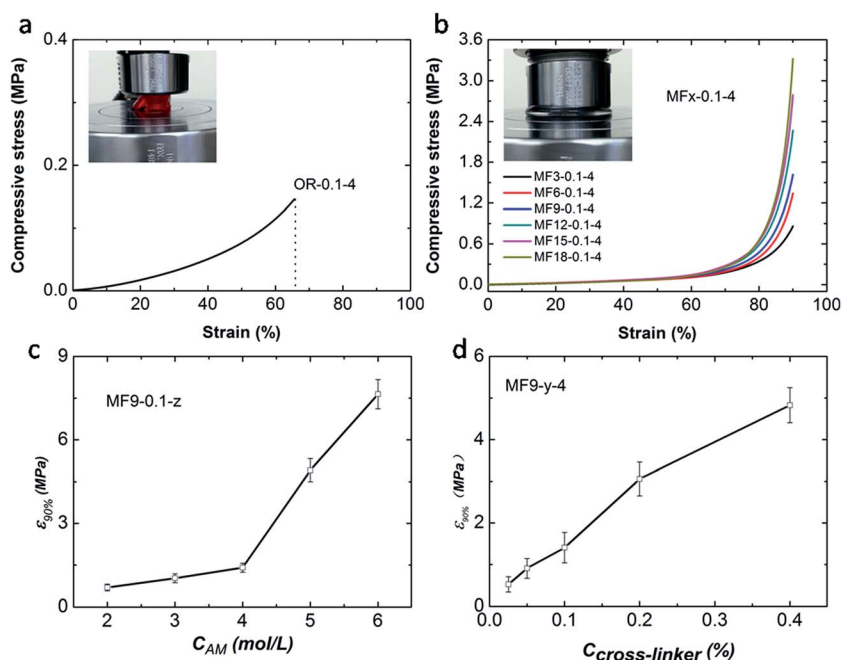 a
0.4
0.2
0.0
Compressive stress (MPa)
OR-0.1-4
0 20 40 60 80 100
Strain (%)
b
3.6
3.0
2.4
1.8
1.2
0.6
0.0
Compressive stress (MPa)
MFx-0.1-4
MF3-0.1-4
MF6-0.1-4
MF9-0.1-4
MF12-0.1-4
MF15-0.1-4
MF18-0.1-4
0 20 40 60 80 100
Strain (%)
c
9
6
3
0
ε90% (MPa)
MF9-0.1-z
2 3 4 5 6
CAM (mol/L)
d
6
4
2
0
ε90% (MPa)
MF9-y-4
0.0 0.1 0.2 0.3 0.4
Ccross-linker (%)